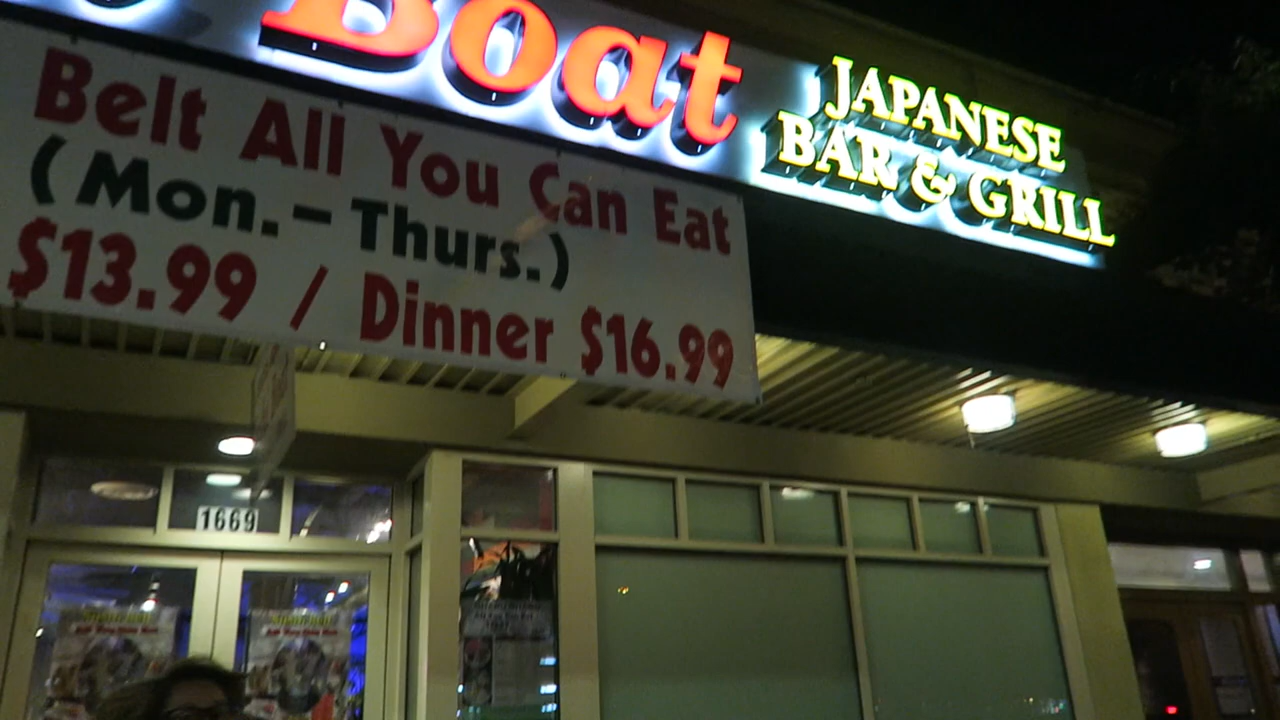 Boat
JAPANESE
BAR & GRILL
Belt All You Can Eat
(Mon. – Thurs.)
$13.99 / Dinner $16.99
1669